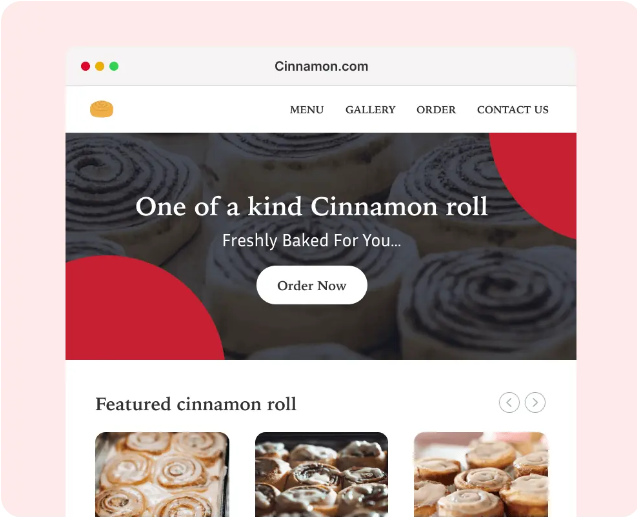 Cinnamon.com
MENU GALLERY ORDER CONTACT US
One of a kind Cinnamon roll
Freshly Baked For You...
Order Now
Featured cinnamon roll